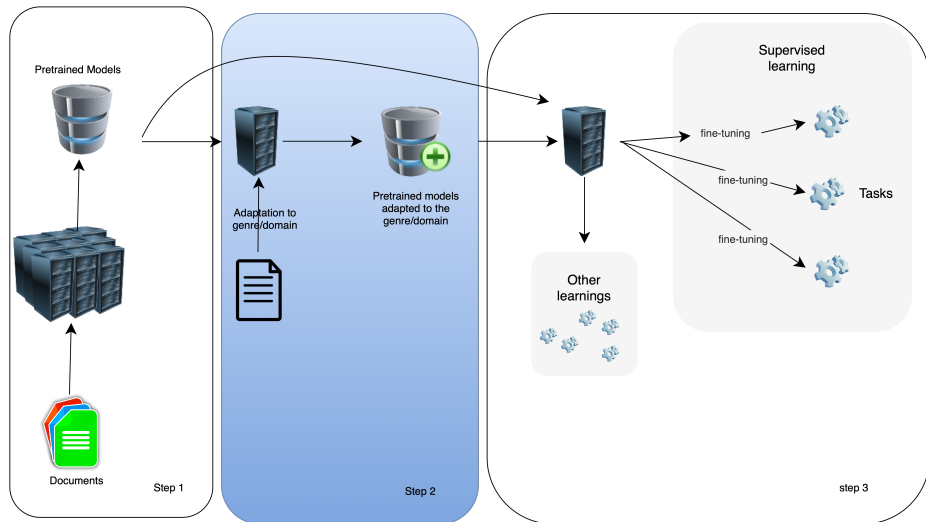 Pretrained Models
Documents
Step 1
Adaptation to
genre/domain
Pretrained models
adapted to the
genre/domain
Step 2
Supervised
learning
fine-tuning
fine-tuning
fine-tuning
Tasks
Other
learnings
step 3